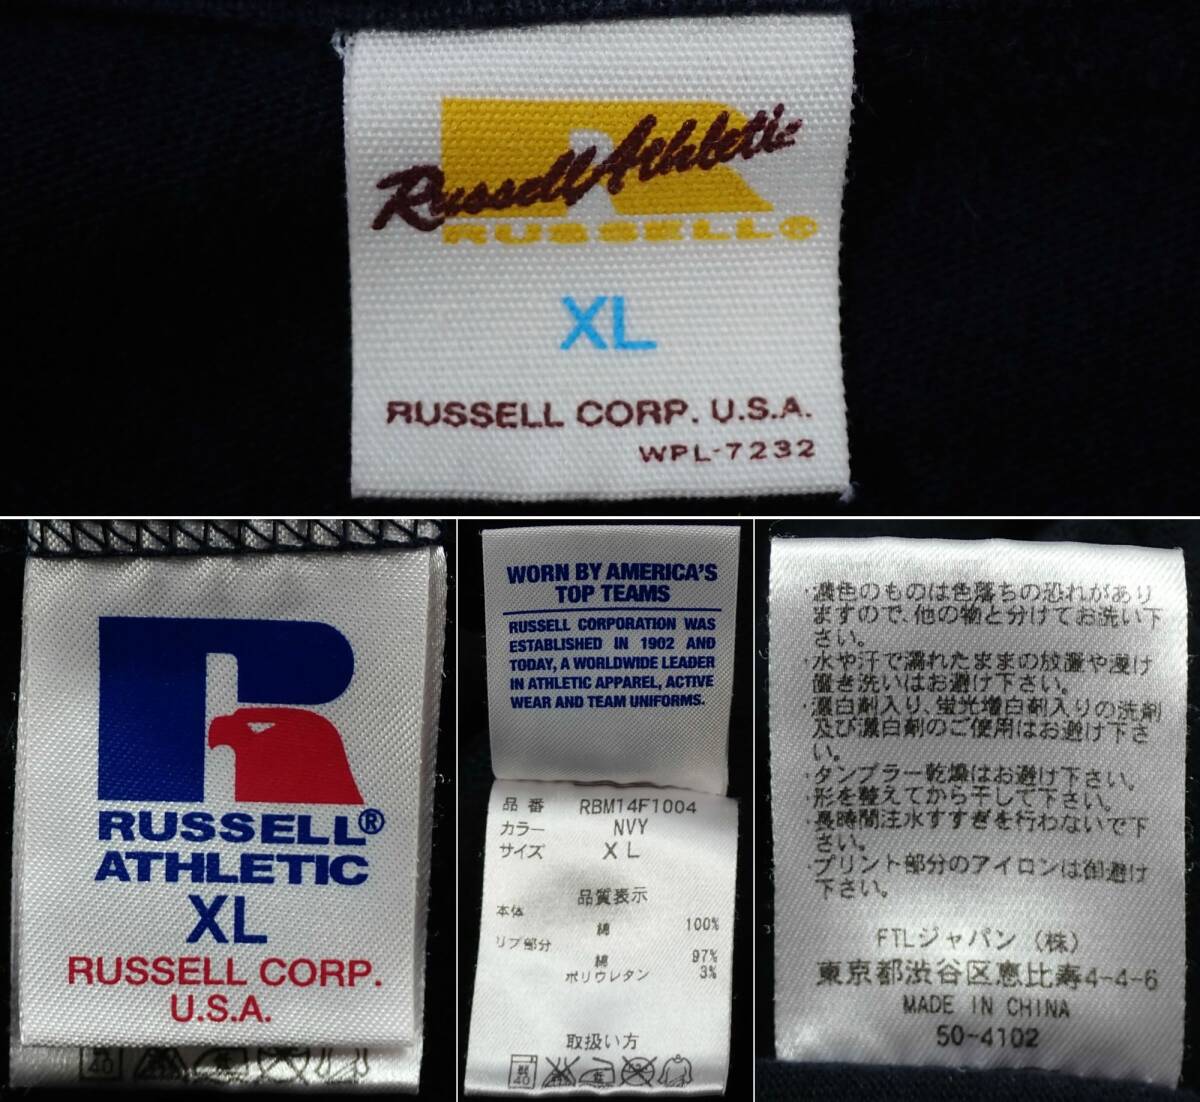 Russell Athletic
RUSSELL®
XL
RUSSELL CORP. U.S.A.
WPL-7232
RUSSELL®
ATHLETIC
XL
RUSSELL CORP.
U.S.A.
40
WORN BY AMERICA'S
TOP TEAMS
RUSSELL CORPORATION WAS
ESTABLISHED IN 1902 AND
TODAY, A WORLDWIDE LEADER
IN ATHLETIC APPAREL, ACTIVE
WEAR AND TEAM UNIFORMS.
品番 RBM14F1004
カラー NVY
サイズ XL
品質表示
本体
綿 100%
リブ部分
綿 97%
ポリウレタン 3%
取扱い方
40
・濃色のものは色落ちの恐れがあり
ますので、他の物と分けてお洗い下
さい。
・水や汗で濡れたままの放置や浸け
置き洗いはお避け下さい。
・漂白剤入り、蛍光増白剤入りの洗剤
及び漂白剤のご使用はお避け下さ
い。
・タンブラー乾燥はお避け下さい。
形を整えてから干して下さい。
・長時間注水すすぎを行わないで下
さい。
プリント部分のアイロンは御避け
下さい。
FTLジャパン（株）
東京都渋谷区恵比寿4-4-6
MADE IN CHINA
50-4102